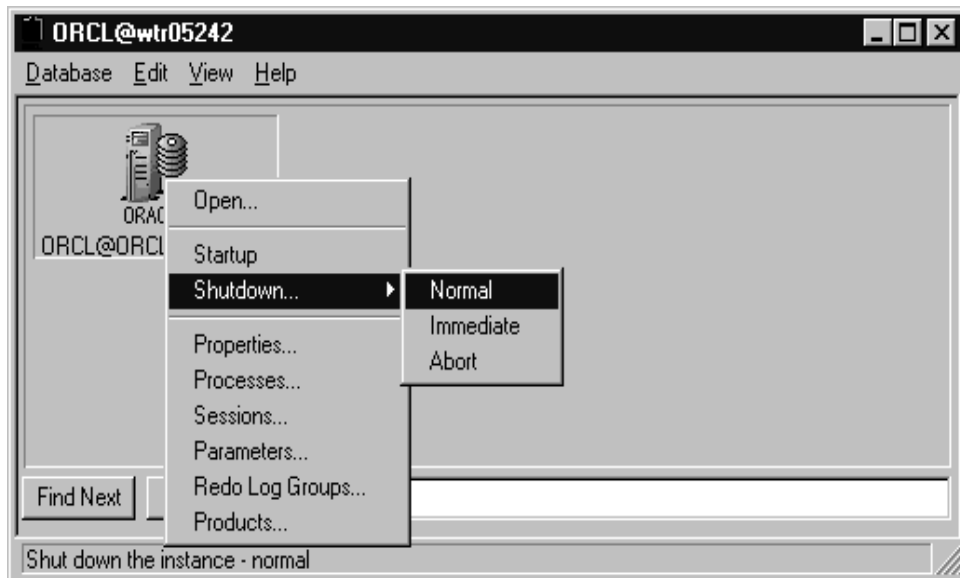 ORCL@wtr05242
Database Edit View Help
ORAC
ORCL@ORCL
Open...
Startup
Shutdown...
Normal
Immediate
Abort
Properties...
Processes...
Sessions...
Parameters...
Redo Log Groups...
Products...
Find Next
Shut down the instance - normal